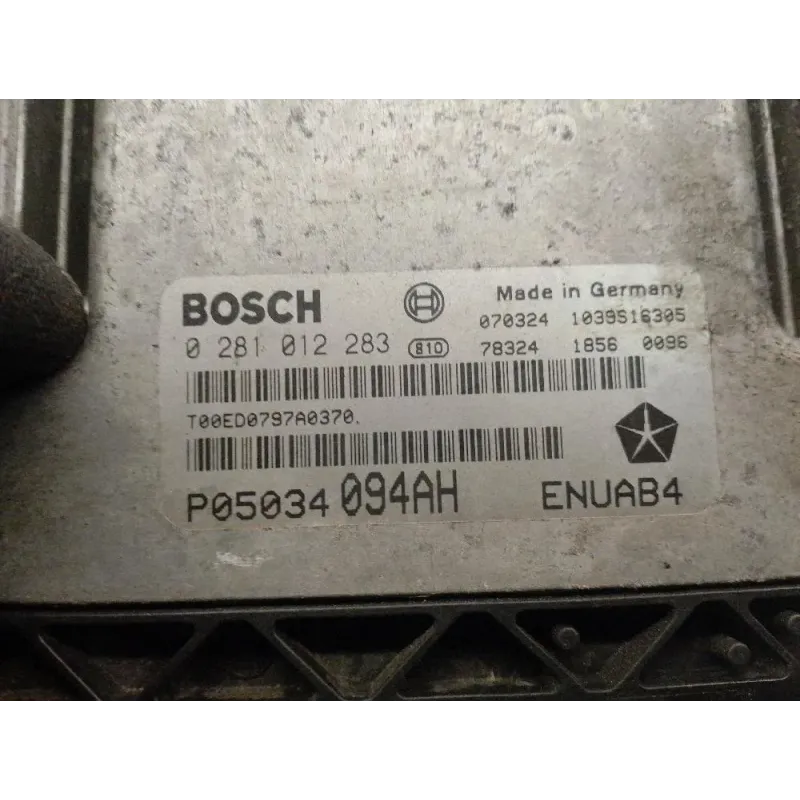 BOSCH
Made in Germany
070324 1039S16305
0 281 012 283 810 78324 1856 0096
T00ED0797A0370.
P05034 094AH ENUAB4